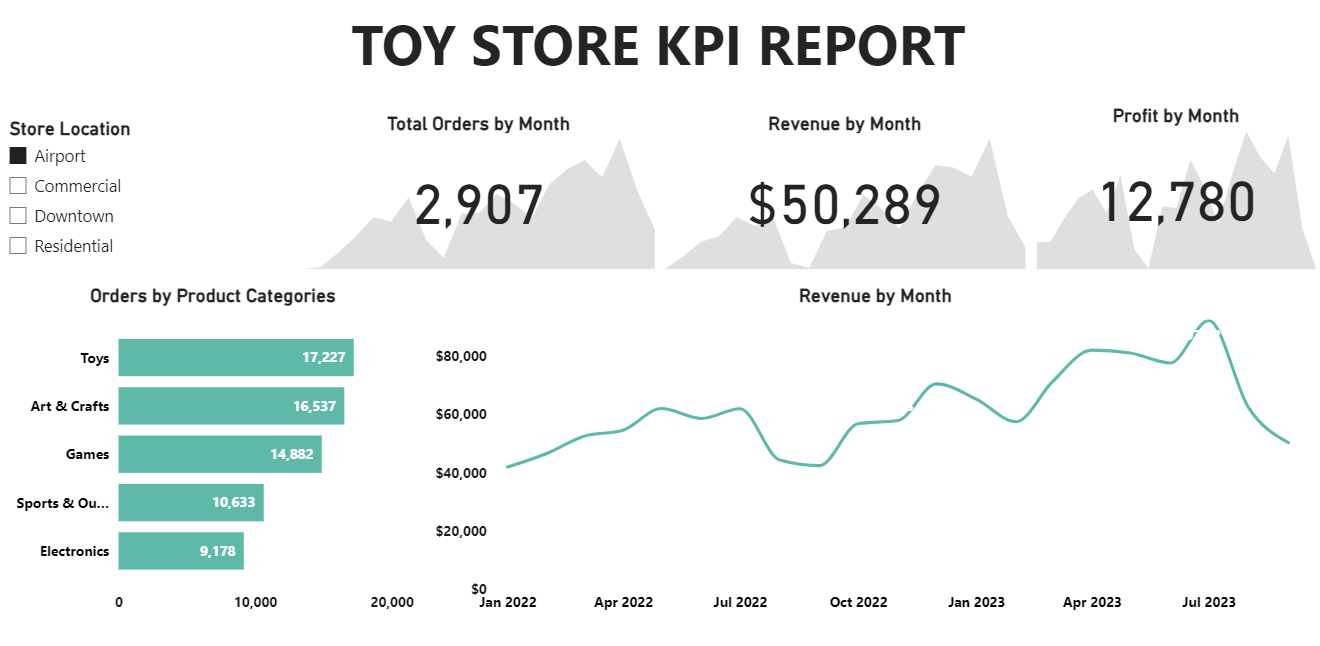 TOY STORE KPI REPORT
Store Location
Airport
Commercial
Downtown
Residential
Total Orders by Month
2,907
Revenue by Month
$50,289
Profit by Month
12,780
Orders by Product Categories
Toys
17,227
Art & Crafts
16,537
Games
14,882
Sports & Ou...
10,633
Electronics
9,178
0
10,000
20,000
Revenue by Month
$80,000
$60,000
$40,000
$20,000
$0
Jan 2022
Apr 2022
Jul 2022
Oct 2022
Jan 2023
Apr 2023
Jul 2023